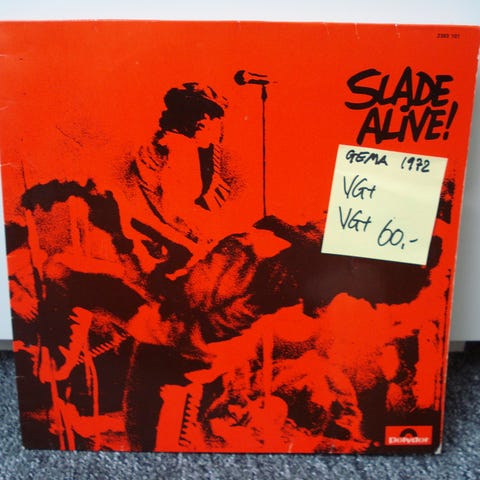 2383 101
SLADE
ALIVE!
GEMA 1972
VG+
VG+ 60,-
polydor